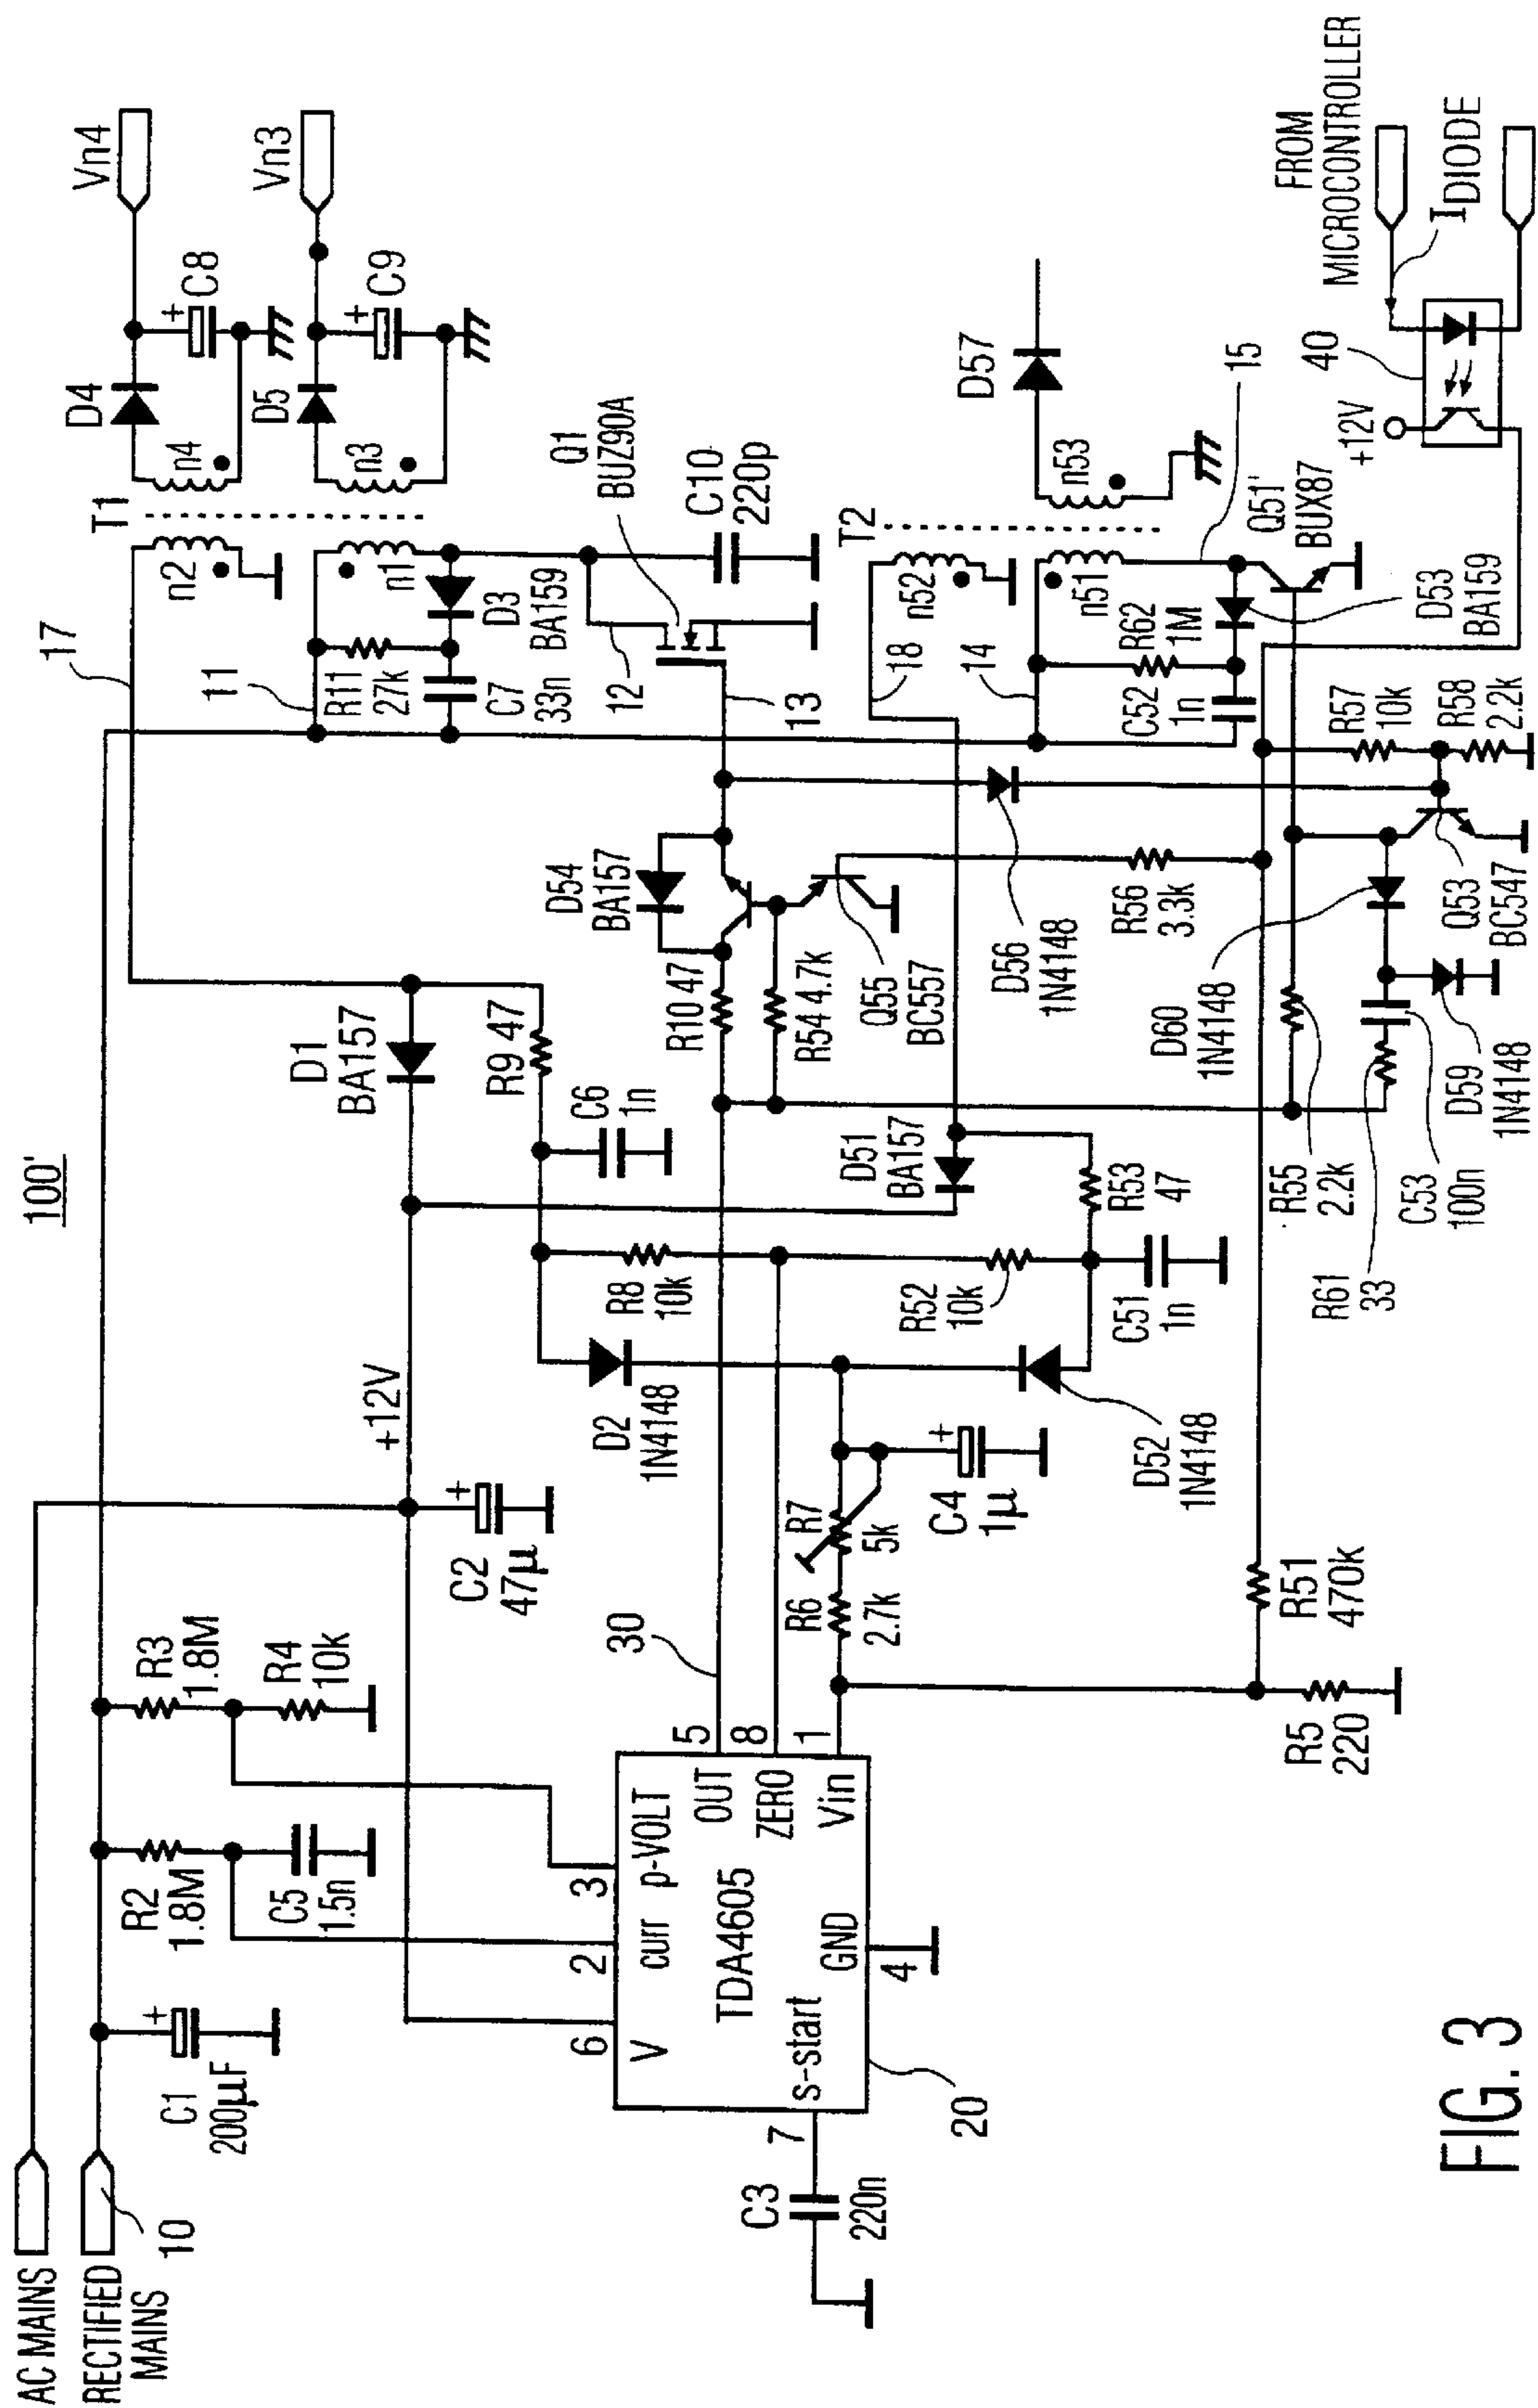 100'
AC MAINS
RECTIFIED
MAINS
10
C1
200µF
+
R2
1.8M
C5
1.5n
R3
1.8M
R4
10k
C2
47µ
+
+12V
D1
BA157
17
T1
n2
n4
D4
Vn4
+
C8
11
R11
27k
n1
n3
D5
Vn3
+
C9
R9 47
C6
1n
C7
33n
D3
BA159
12
Q1
BUZ90A
C10
220p
13
D54
BA157
R10 47
R54 4.7k
Q55
BC557
R8
10k
D2
1N4148
30
6
V
2
curr
3
p-VOLT
TDA4605
OUT
5
ZERO
8
Vin
1
s-start
7
GND
4
20
C3
220n
R6
2.7k
R7
5k
+
C4
1µ
R52
10k
D52
1N4148
C51
1n
R53
47
D51
BA157
D56
1N4148
R56
3.3k
18
14
T2
n52
n51
n53
D57
15
R62
1M
C52
1n
Q51'
BUX87
D53
BA159
R5
220
R51
470k
R61
33
R55
2.2k
C53
100n
D60
1N4148
D59
1N4148
Q53
BC547
R57
10k
R58
2.2k
+12V
40
FROM
MICROCONTROLLER
IDIODE
FIG. 3